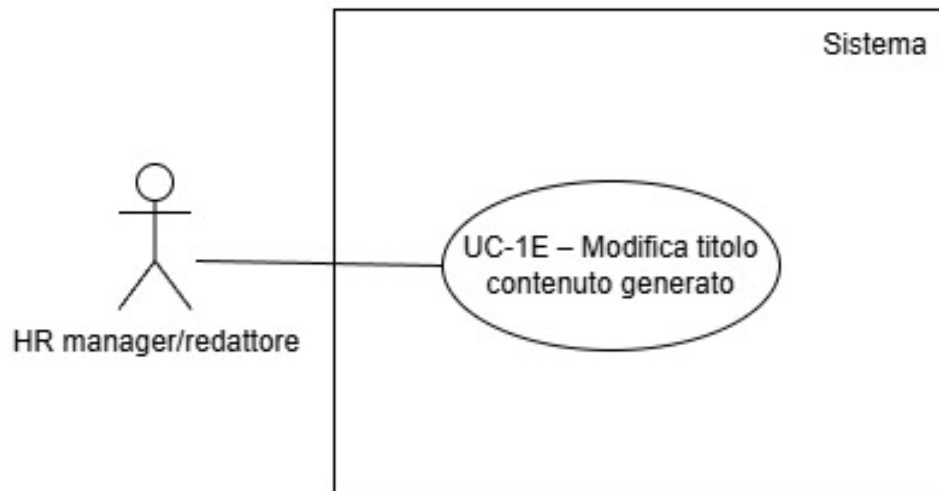 Sistema
UC-1E – Modifica titolo
contenuto generato
HR manager/redattore